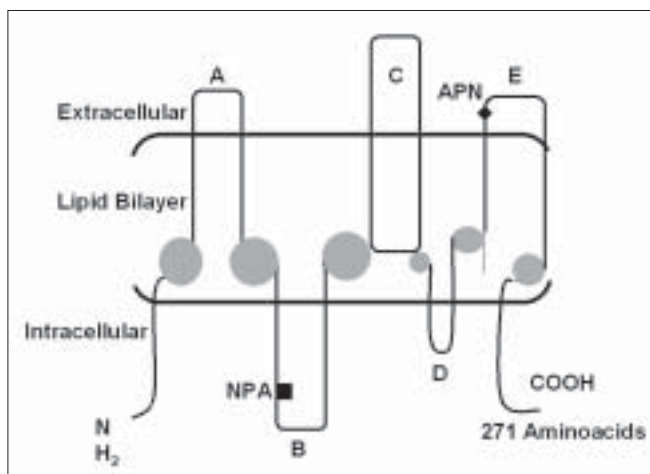 A
C
E
APN
Extracellular
Lipid Bilayer
Intracellular
D
NPA
COOH
N
H₂
B
271 Aminoacids